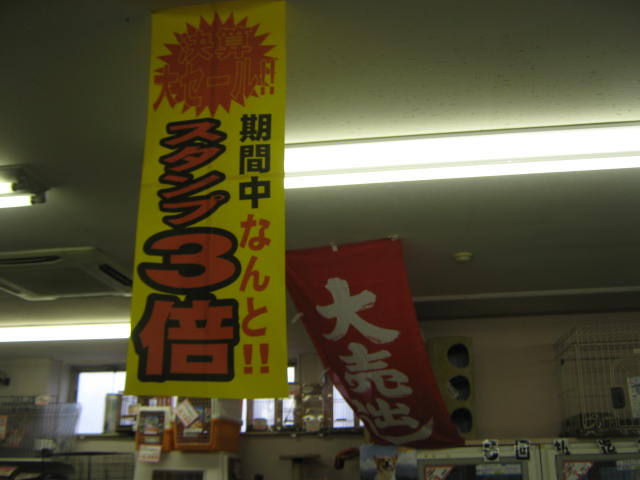 決算
大セール!!
期間中なんと!!
スタンプ
3倍
大売出し